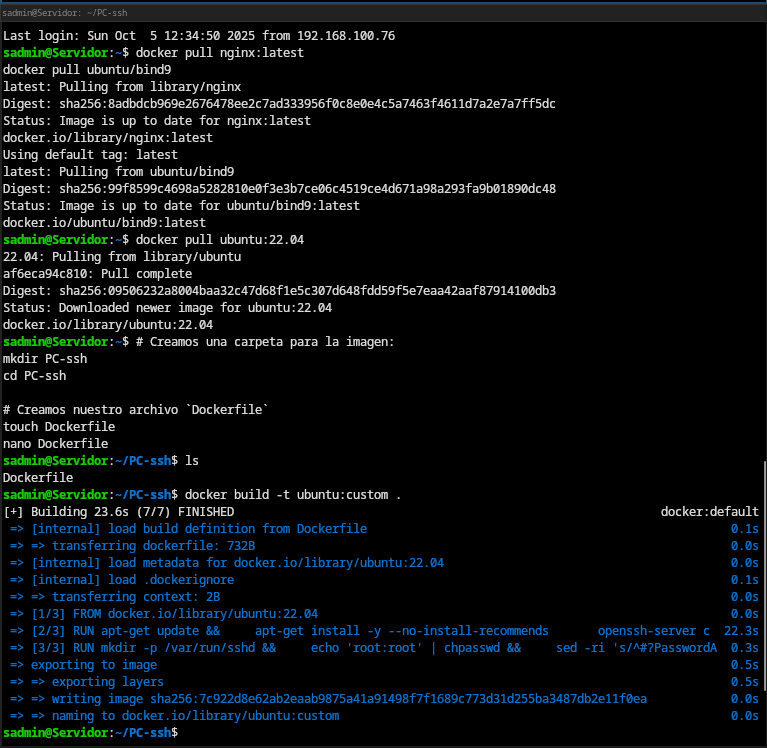 sadmin@Servidor: ~/PC-ssh
Last login: Sun Oct  5 12:34:50 2025 from 192.168.100.76
sadmin@Servidor:~$ docker pull nginx:latest
docker pull ubuntu/bind9
latest: Pulling from library/nginx
Digest: sha256:8adbdcb969e2676478ee2c7ad333956f0c8e0e4c5a7463f4611d7a2e7a7ff5dc
Status: Image is up to date for nginx:latest
docker.io/library/nginx:latest
Using default tag: latest
latest: Pulling from ubuntu/bind9
Digest: sha256:99f8599c4698a5282810e0f3e3b7ce06c4519ce4d671a98a293fa9b01890dc48
Status: Image is up to date for ubuntu/bind9:latest
docker.io/ubuntu/bind9:latest
sadmin@Servidor:~$ docker pull ubuntu:22.04
22.04: Pulling from library/ubuntu
af6eca94c810: Pull complete
Digest: sha256:09506232a8004baa32c47d68f1e5c307d648fdd59f5e7eaa42aaf87914100db3
Status: Downloaded newer image for ubuntu:22.04
docker.io/library/ubuntu:22.04
sadmin@Servidor:~$ # Creamos una carpeta para la imagen:
mkdir PC-ssh
cd PC-ssh
# Creamos nuestro archivo `Dockerfile`
touch Dockerfile
nano Dockerfile
sadmin@Servidor:~/PC-ssh$ ls
Dockerfile
sadmin@Servidor:~/PC-ssh$ docker build -t ubuntu:custom .
[+] Building 23.6s (7/7) FINISHED docker:default
=> [internal] load build definition from Dockerfile 0.1s
=> => transferring dockerfile: 732B 0.0s
=> [internal] load metadata for docker.io/library/ubuntu:22.04 0.0s
=> [internal] load .dockerignore 0.1s
=> => transferring context: 2B 0.0s
=> [1/3] FROM docker.io/library/ubuntu:22.04 0.0s
=> [2/3] RUN apt-get update &&     apt-get install -y --no-install-recommends       openssh-server c  22.3s
=> [3/3] RUN mkdir -p /var/run/sshd &&     echo 'root:root' | chpasswd &&     sed -ri 's/^#?PasswordA  0.3s
=> exporting to image 0.5s
=> => exporting layers 0.5s
=> => writing image sha256:7c922d8e62ab2eaab9875a41a91498f7f1689c773d31d255ba3487db2e11f0ea 0.0s
=> => naming to docker.io/library/ubuntu:custom 0.0s
sadmin@Servidor:~/PC-ssh$